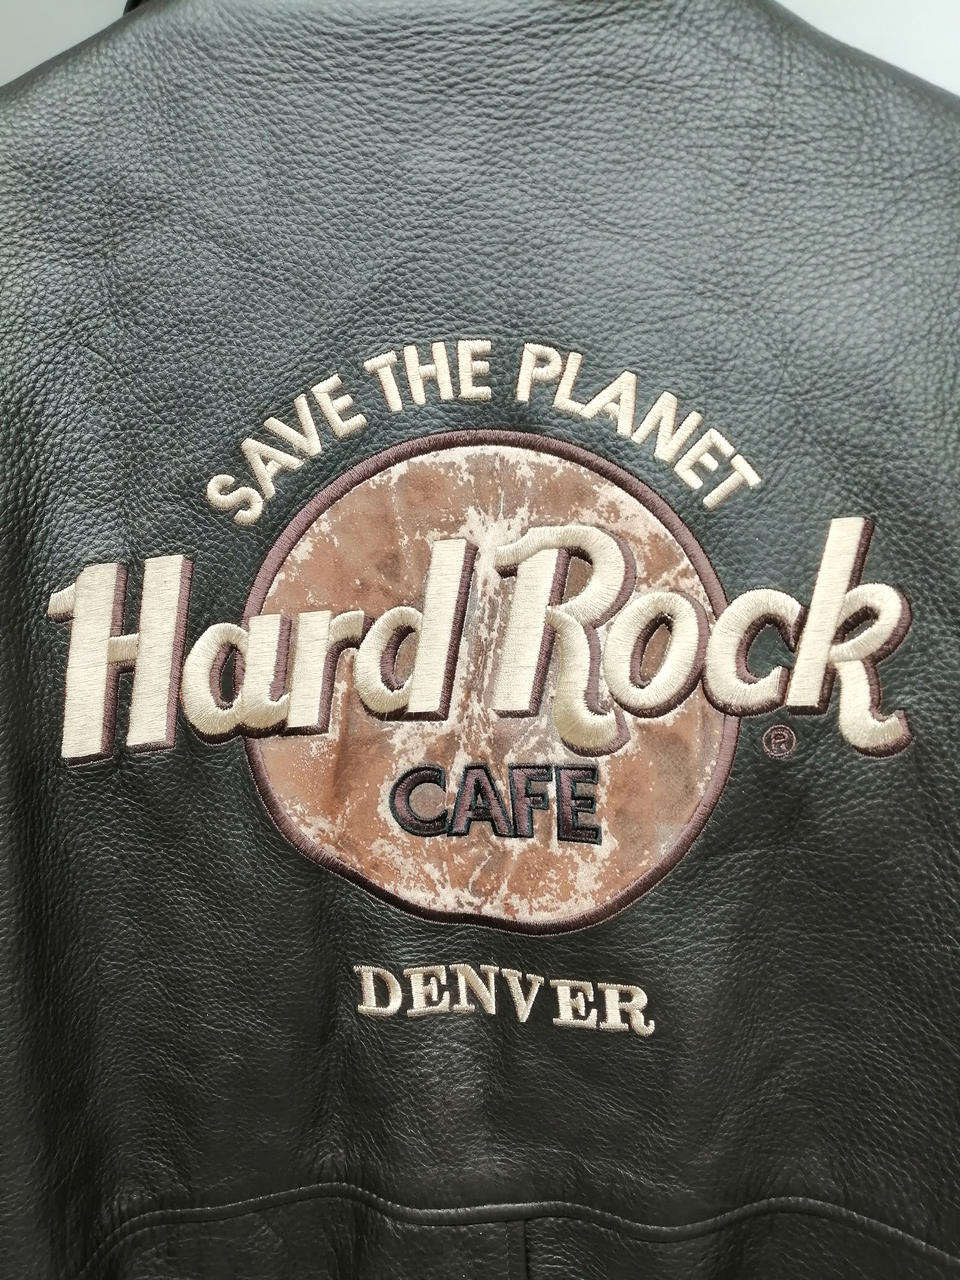 SAVE THE PLANET
Hard Rock
®
CAFE
DENVER